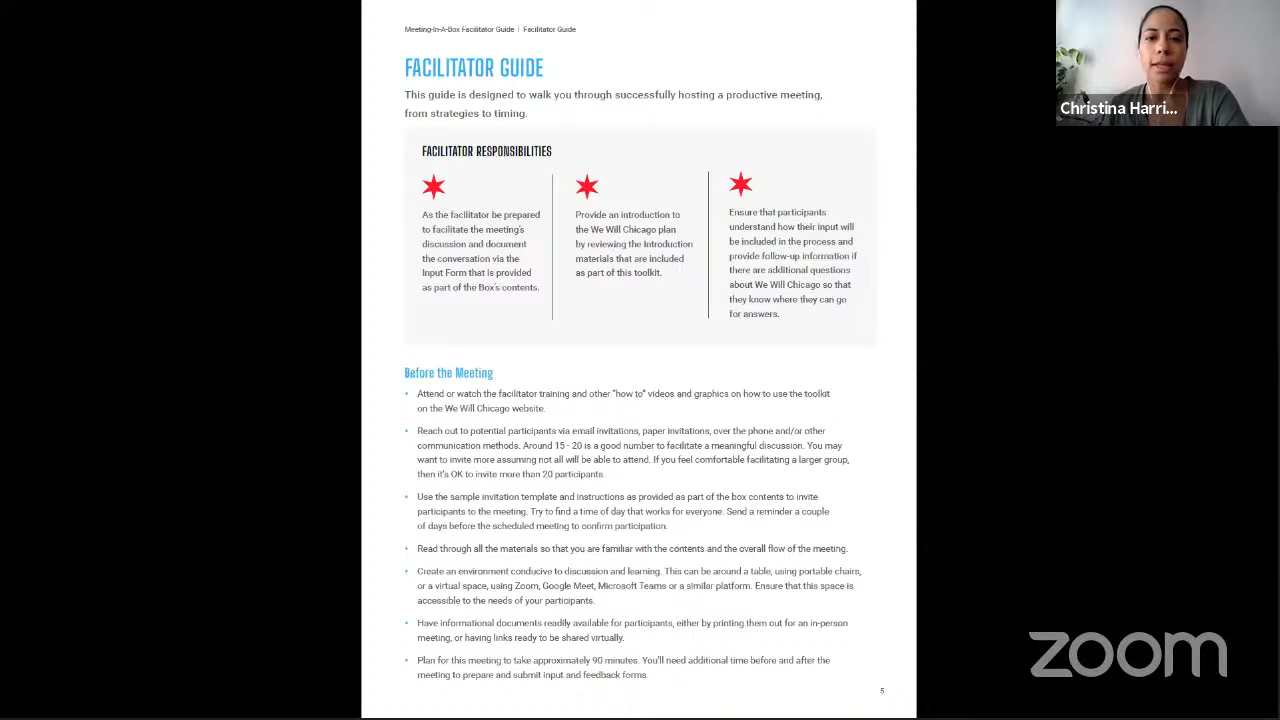 Meeting-In-A-Box Facilitator Guide | Facilitator Guide
FACILITATOR GUIDE
This guide is designed to walk you through successfully hosting a productive meeting,
from strategies to timing.
FACILITATOR RESPONSIBILITIES
As the facilitator be prepared
to facilitate the meeting's
discussion and document
the conversation via the
Input Form that is provided
as part of the Box's contents.
Provide an introduction to
the We Will Chicago plan
by reviewing the Introduction
materials that are included
as part of this toolkit.
Ensure that participants
understand how their input will
be included in the process and
provide follow-up information if
there are additional questions
about We Will Chicago so that
they know where they can go
for answers.
Before the Meeting
• Attend or watch the facilitator training and other "how to" videos and graphics on how to use the toolkit
on the We Will Chicago website.
• Reach out to potential participants via email invitations, paper invitations, over the phone and/or other
communication methods. Around 15 - 20 is a good number to facilitate a meaningful discussion. You may
want to invite more assuming not all will be able to attend. If you feel comfortable facilitating a larger group,
then it's OK to invite more than 20 participants.
• Use the sample invitation template and instructions as provided as part of the box contents to invite
participants to the meeting. Try to find a time of day that works for everyone. Send a reminder a couple
of days before the scheduled meeting to confirm participation.
• Read through all the materials so that you are familiar with the contents and the overall flow of the meeting.
• Create an environment conducive to discussion and learning. This can be around a table, using portable chairs,
or a virtual space, using Zoom, Google Meet, Microsoft Teams or a similar platform. Ensure that this space is
accessible to the needs of your participants.
• Have informational documents readily available for participants, either by printing them out for an in-person
meeting, or having links ready to be shared virtually.
• Plan for this meeting to take approximately 90 minutes. You'll need additional time before and after the
meeting to prepare and submit input and feedback forms.
5
Christina Harri...
zoom